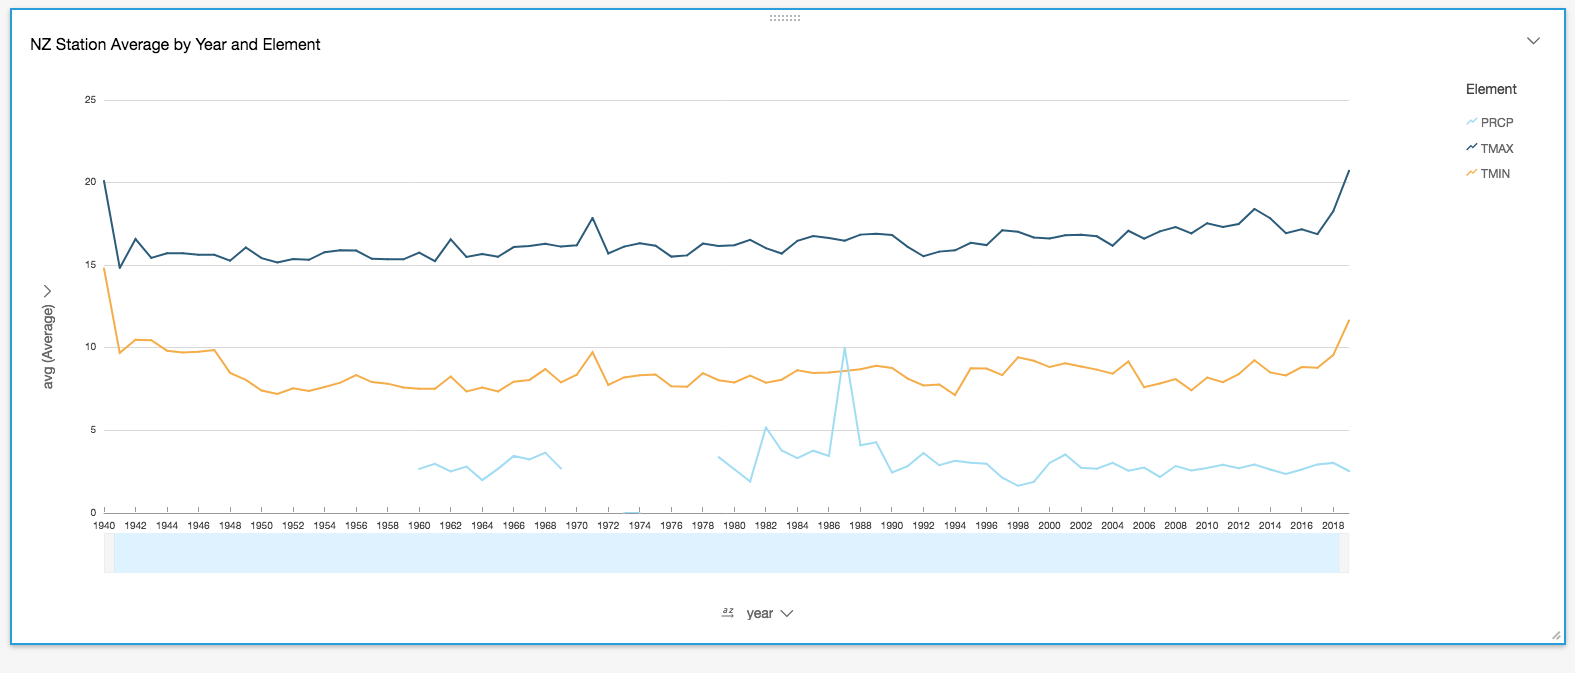 NZ Station Average by Year and Element
Element
PRCP
TMAX
TMIN
25
20
15
10
5
0
avg (Average)
1940 1942 1944 1946 1948 1950 1952 1954 1956 1958 1960 1962 1964 1966 1968 1970 1972 1974 1976 1978 1980 1982 1984 1986 1988 1990 1992 1994 1996 1998 2000 2002 2004 2006 2008 2010 2012 2014 2016 2018
az year